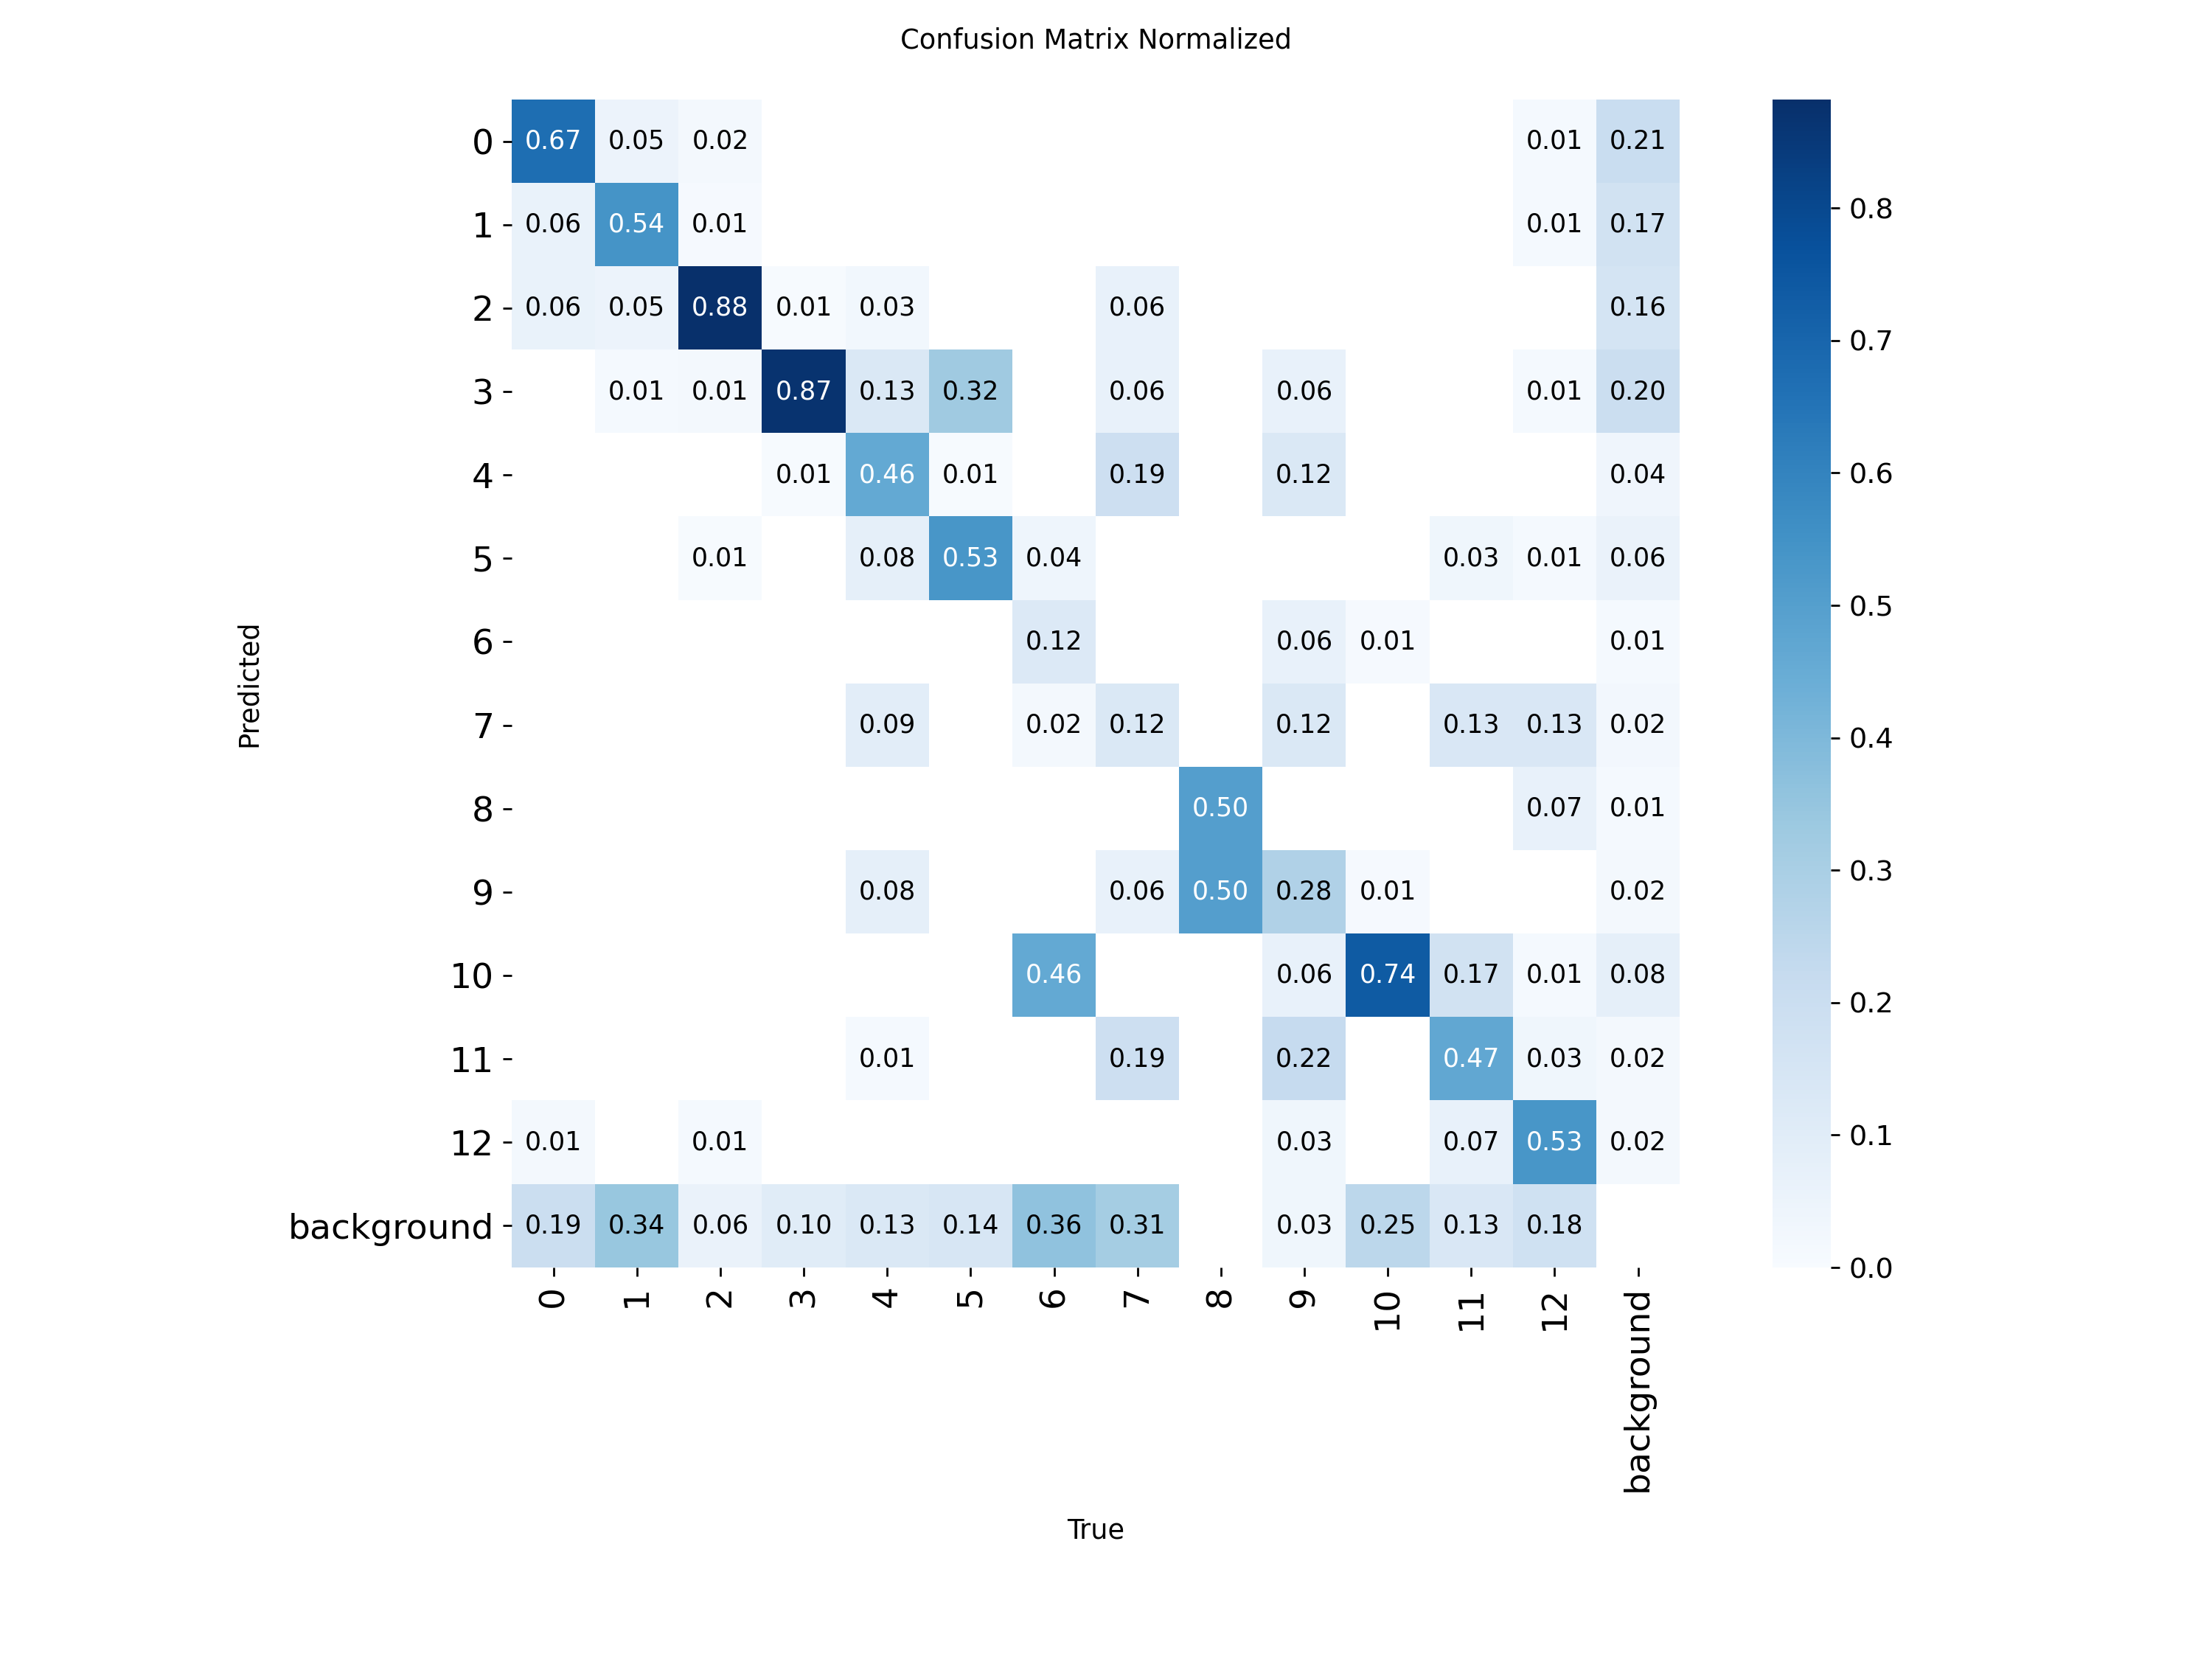 Confusion Matrix Normalized
0 0.67 0.05 0.02 0.01 0.21
1 0.06 0.54 0.01 0.01 0.17
2 0.06 0.05 0.88 0.01 0.03 0.06 0.16
3 0.01 0.01 0.87 0.13 0.32 0.06 0.06 0.01 0.20
4 0.01 0.46 0.01 0.19 0.12 0.04
5 0.01 0.08 0.53 0.04 0.03 0.01 0.06
6 0.12 0.06 0.01 0.01
7 0.09 0.02 0.12 0.12 0.13 0.13 0.02
8 0.50 0.07 0.01
9 0.08 0.06 0.50 0.28 0.01 0.02
10 0.46 0.06 0.74 0.17 0.01 0.08
11 0.01 0.19 0.22 0.47 0.03 0.02
12 0.01 0.01 0.03 0.07 0.53 0.02
background 0.19 0.34 0.06 0.10 0.13 0.14 0.36 0.31 0.03 0.25 0.13 0.18
0 1 2 3 4 5 6 7 8 9 10 11 12 background
Predicted
True
0.8
0.7
0.6
0.5
0.4
0.3
0.2
0.1
0.0